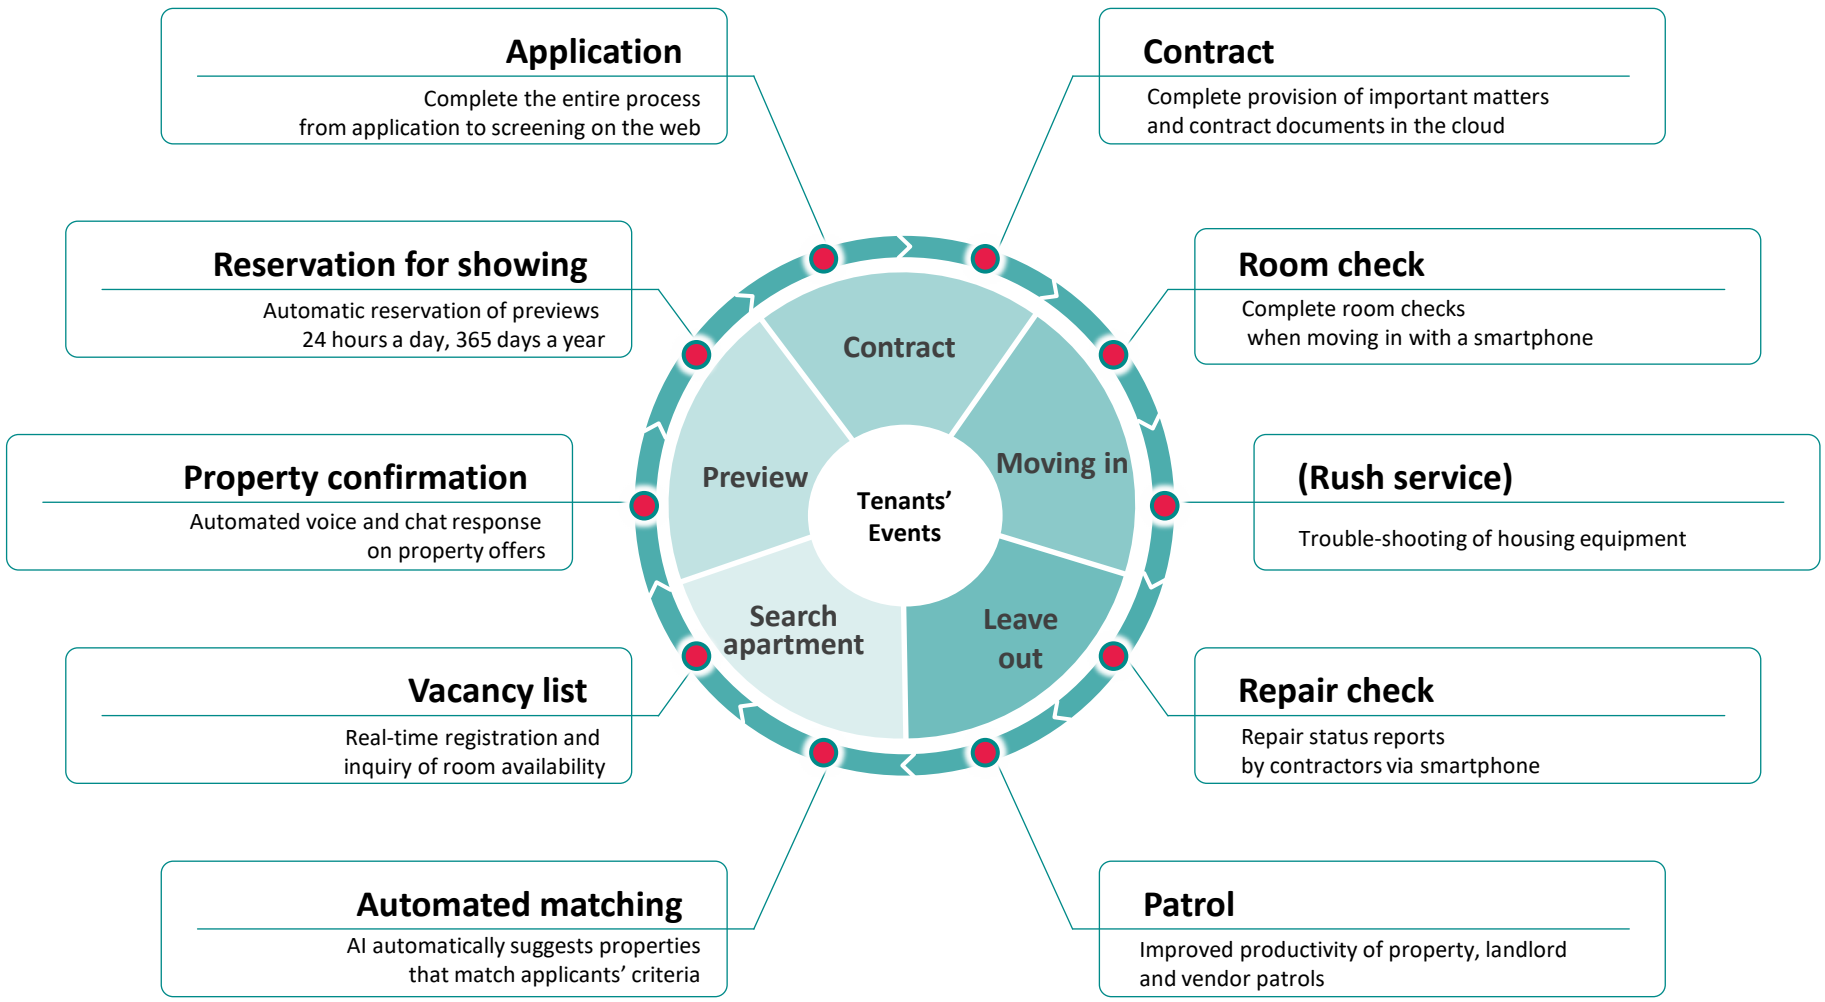 Application
Complete the entire process
from application to screening on the web
Contract
Complete provision of important matters
and contract documents in the cloud
Reservation for showing
Automatic reservation of previews
24 hours a day, 365 days a year
Room check
Complete room checks
when moving in with a smartphone
Property confirmation
Automated voice and chat response
on property offers
(Rush service)
Trouble-shooting of housing equipment
Vacancy list
Real-time registration and
inquiry of room availability
Repair check
Repair status reports
by contractors via smartphone
Automated matching
AI automatically suggests properties
that match applicants’ criteria
Patrol
Improved productivity of property, landlord
and vendor patrols
Contract
Preview
Moving in
Tenants’
Events
Search
apartment
Leave
out